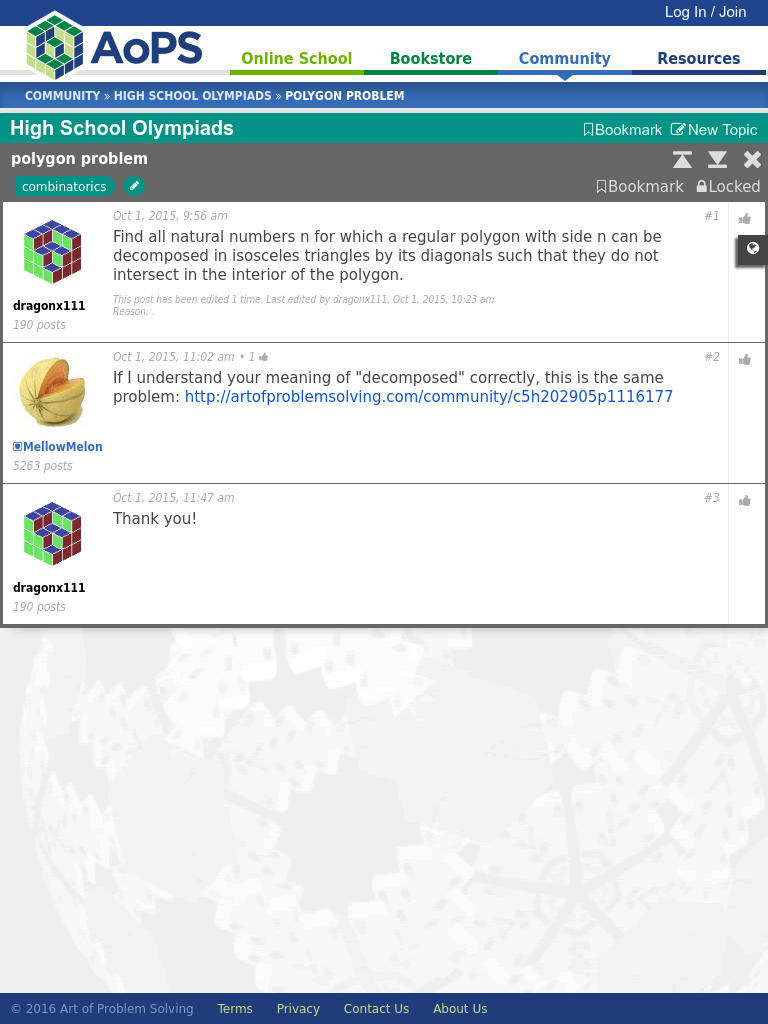 Log In / Join
AoPS
Online School
Bookstore
Community
Resources
COMMUNITY » HIGH SCHOOL OLYMPIADS » POLYGON PROBLEM
High School Olympiads
Bookmark
New Topic
polygon problem
combinatorics
Bookmark
Locked
Oct 1, 2015, 9:56 am
#1
Find all natural numbers n for which a regular polygon with side n can be
decomposed in isosceles triangles by its diagonals such that they do not
intersect in the interior of the polygon.
This post has been edited 1 time. Last edited by dragonx111, Oct 1, 2015, 10:23 am
Reason: .
dragonx111
190 posts
Oct 1, 2015, 11:02 am • 1
#2
If I understand your meaning of "decomposed" correctly, this is the same
problem: http://artofproblemsolving.com/community/c5h202905p1116177
MellowMelon
5263 posts
Oct 1, 2015, 11:47 am
#3
Thank you!
dragonx111
190 posts
© 2016 Art of Problem Solving
Terms
Privacy
Contact Us
About Us